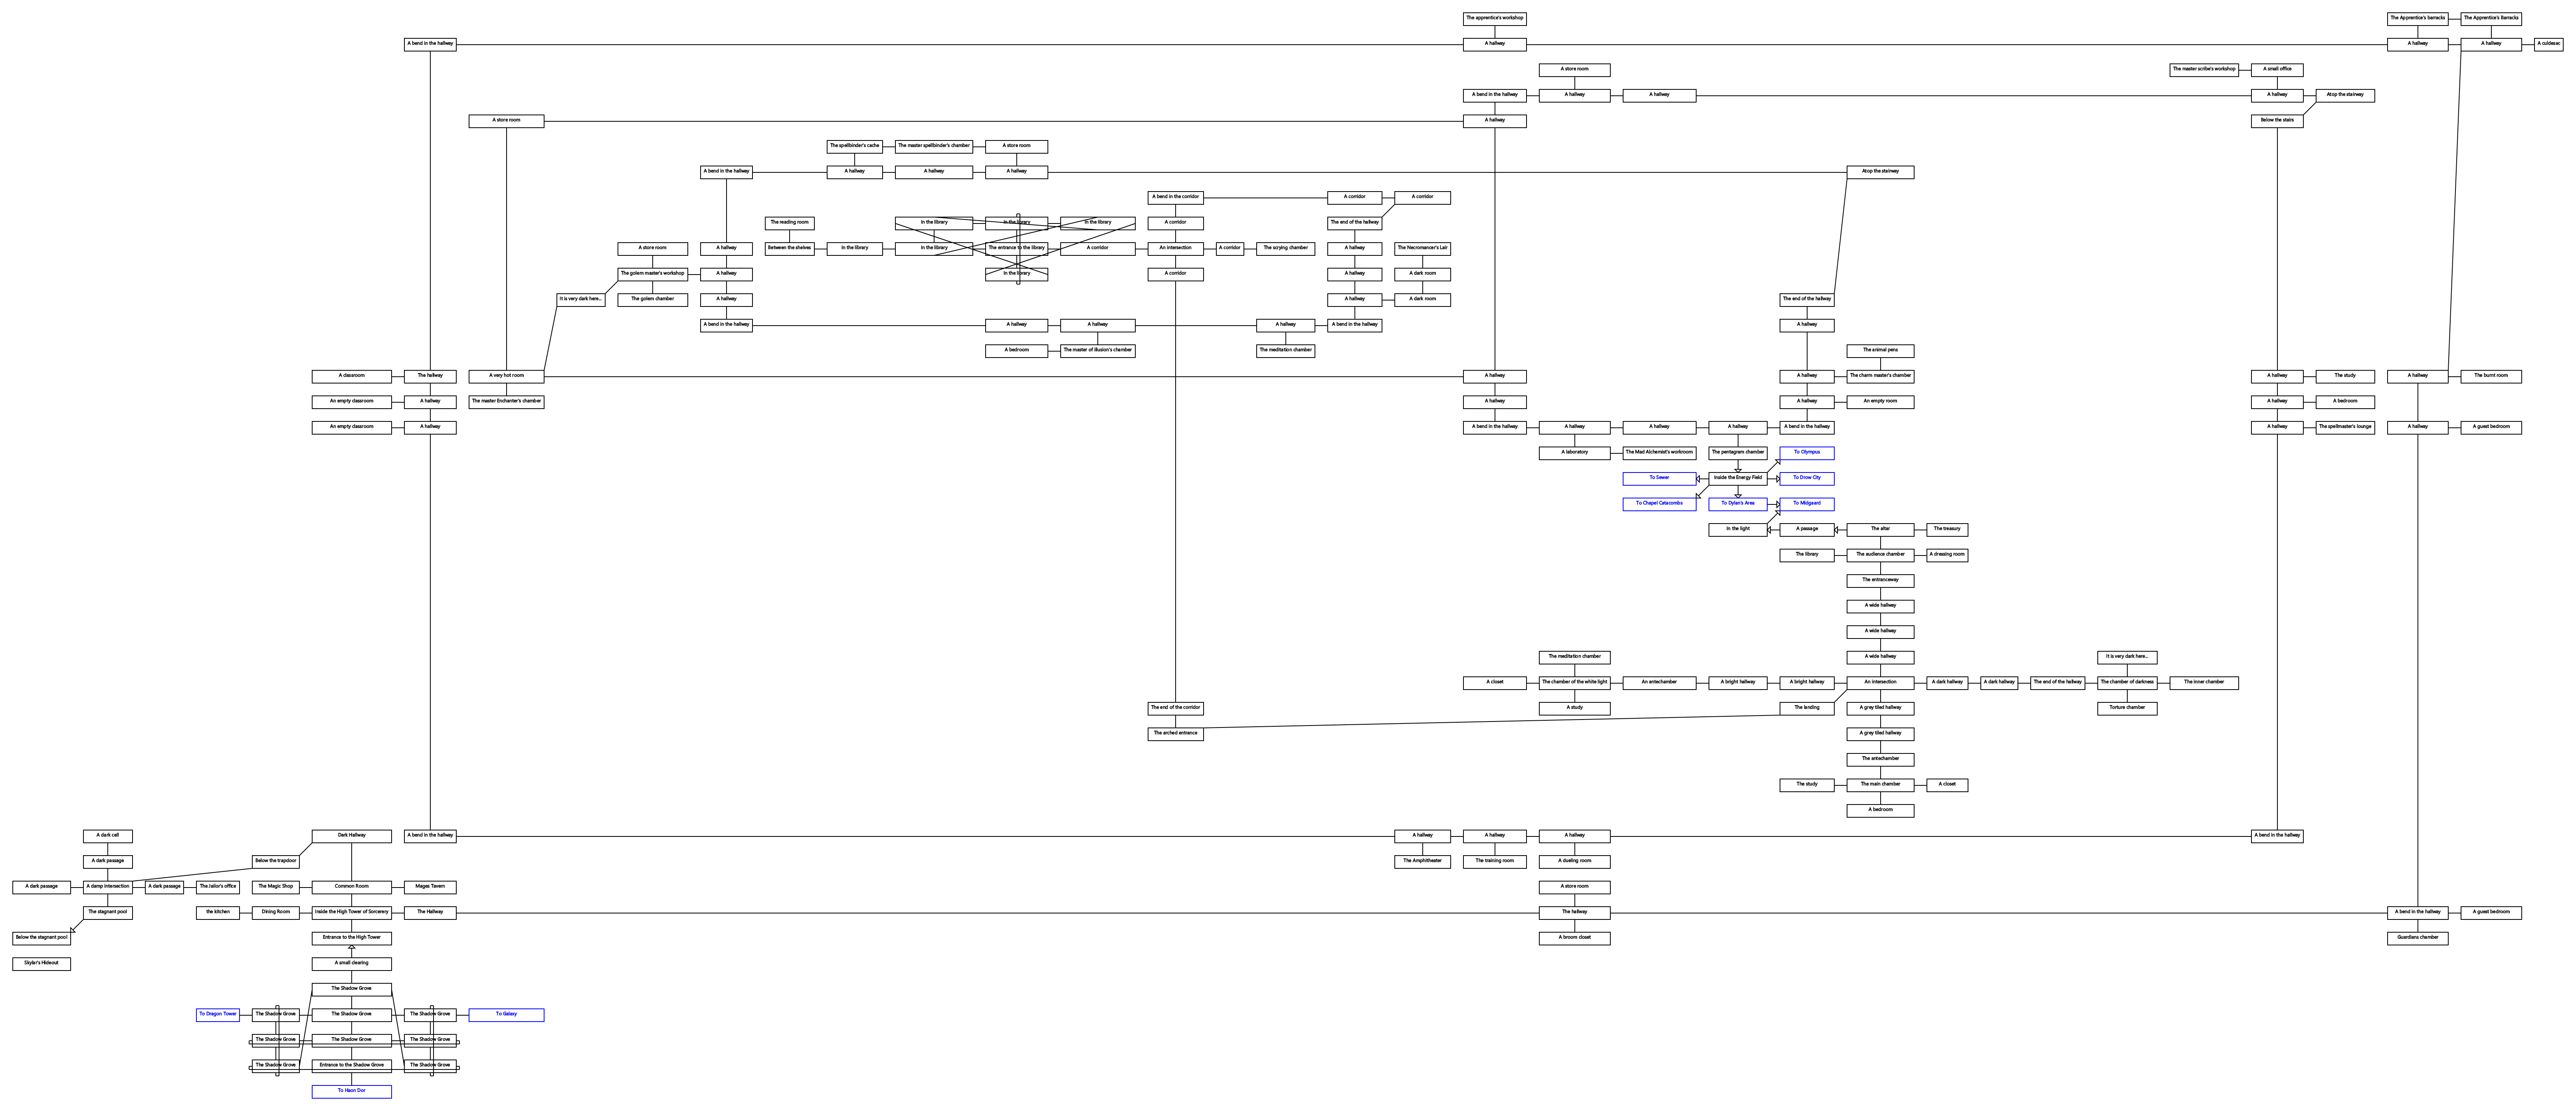 The apprentice's workshop
The Apprentice's barracks
The Apprentice's Barracks
A bend in the hallway
A hallway
A hallway
A hallway
A culdesac
A store room
The master scribe's workshop
A small office
A bend in the hallway
A hallway
A hallway
A hallway
Atop the stairway
A store room
A hallway
Below the stairs
The spellbinder's cache
The master spellbinder's chamber
A store room
A bend in the hallway
A hallway
A hallway
A hallway
Atop the stairway
A bend in the corridor
A corridor
A corridor
The reading room
In the library
In the library
In the library
A corridor
The end of the hallway
A store room
A hallway
Between the shelves
In the library
In the library
The entrance to the library
A corridor
An intersection
A corridor
The scrying chamber
A hallway
The Necromancer's Lair
The golem master's workshop
A hallway
In the library
A corridor
A hallway
A dark room
It is very dark here...
The golem chamber
A hallway
A hallway
A dark room
The end of the hallway
A bend in the hallway
A hallway
A hallway
A hallway
A bend in the hallway
A hallway
A bedroom
The master of illusion's chamber
The meditation chamber
The animal pens
A classroom
The hallway
A very hot room
A hallway
A hallway
The charm master's chamber
A hallway
The study
A hallway
The burnt room
An empty classroom
A hallway
The master Enchanter's chamber
A hallway
A hallway
An empty room
A hallway
A bedroom
An empty classroom
A hallway
A bend in the hallway
A hallway
A hallway
A hallway
A bend in the hallway
A hallway
The spellmaster's lounge
A hallway
A guest bedroom
A laboratory
The Mad Alchemist's workroom
The pentagram chamber
To Olympus
To Sewer
Inside the Energy Field
To Drow City
To Chapel Catacombs
To Dylan's Area
To Midgaard
In the light
A passage
The altar
The treasury
The library
The audience chamber
A dressing room
The entranceway
A wide hallway
A wide hallway
The meditation chamber
A wide hallway
It is very dark here...
A closet
The chamber of the white light
An antechamber
A bright hallway
A bright hallway
An intersection
A dark hallway
A dark hallway
The end of the hallway
The chamber of darkness
The inner chamber
The end of the corridor
A study
The landing
A grey tiled hallway
Torture chamber
The arched entrance
A grey tiled hallway
The antechamber
The study
The main chamber
A closet
A bedroom
A dark cell
Dark Hallway
A bend in the hallway
A hallway
A hallway
A hallway
A bend in the hallway
A dark passage
Below the trapdoor
The Amphitheater
The training room
A dueling room
A dark passage
A damp intersection
A dark passage
The Jailor's office
The Magic Shop
Common Room
Mages Tavern
A store room
The stagnant pool
the kitchen
Dining Room
Inside the High Tower of Sorcerery
The Hallway
The hallway
A bend in the hallway
A guest bedroom
Below the stagnant pool
Entrance to the High Tower
A broom closet
Guardians chamber
Skyler's Hideout
A small clearing
The Shadow Grove
To Dragon Tower
The Shadow Grove
The Shadow Grove
The Shadow Grove
To Galaxy
The Shadow Grove
The Shadow Grove
The Shadow Grove
The Shadow Grove
Entrance to the Shadow Grove
The Shadow Grove
To Haon Dor